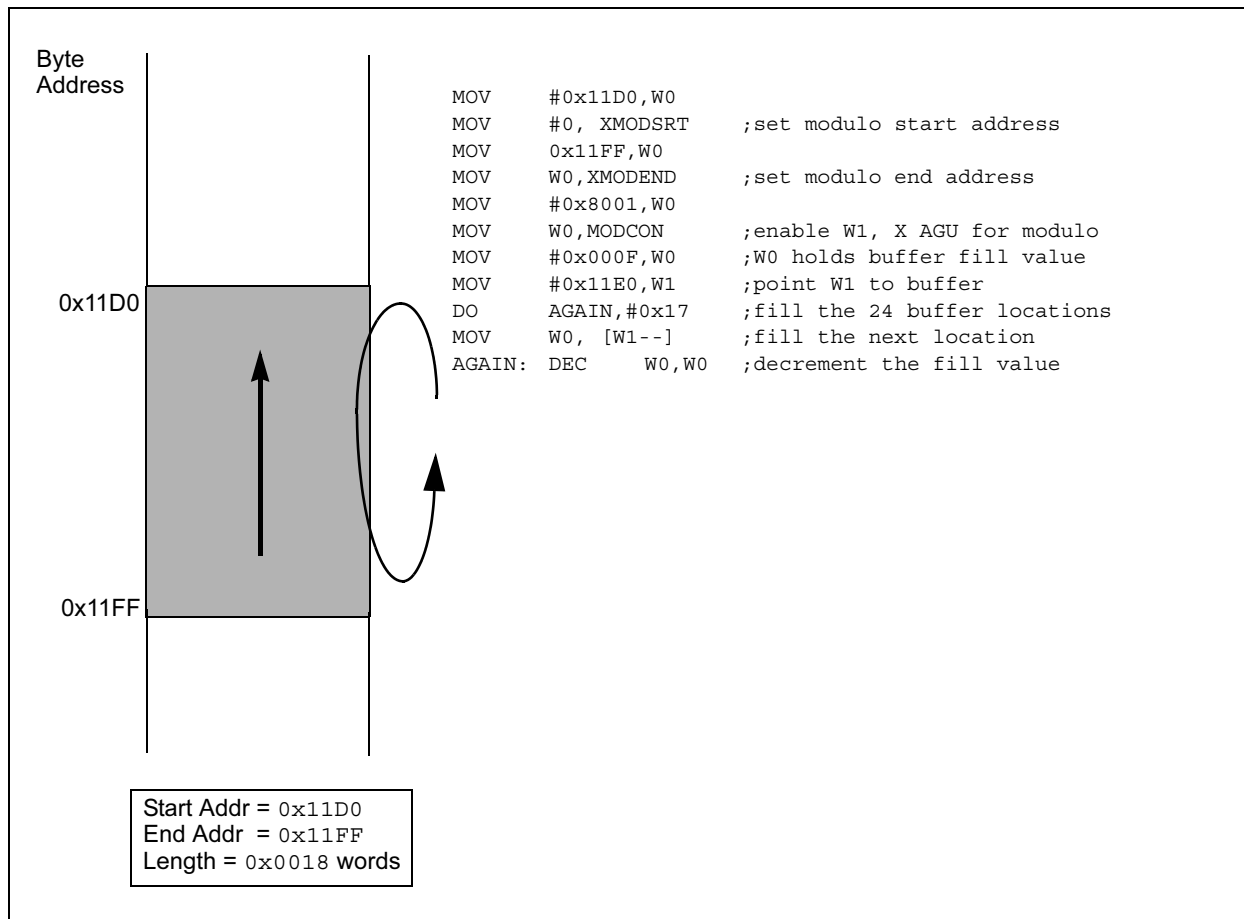 Byte
Address
MOV #0x11D0,W0
MOV #0, XMODSRT ;set modulo start address
MOV 0x11FF,W0
MOV W0,XMODEND ;set modulo end address
MOV #0x8001,W0
MOV W0,MODCON ;enable W1, X AGU for modulo
MOV #0x000F,W0 ;W0 holds buffer fill value
MOV #0x11E0,W1 ;point W1 to buffer
DO AGAIN,#0x17 ;fill the 24 buffer locations
MOV W0, [W1--] ;fill the next location
AGAIN: DEC W0,W0 ;decrement the fill value
0x11D0
0x11FF
Start Addr = 0x11D0
End Addr = 0x11FF
Length = 0x0018 words